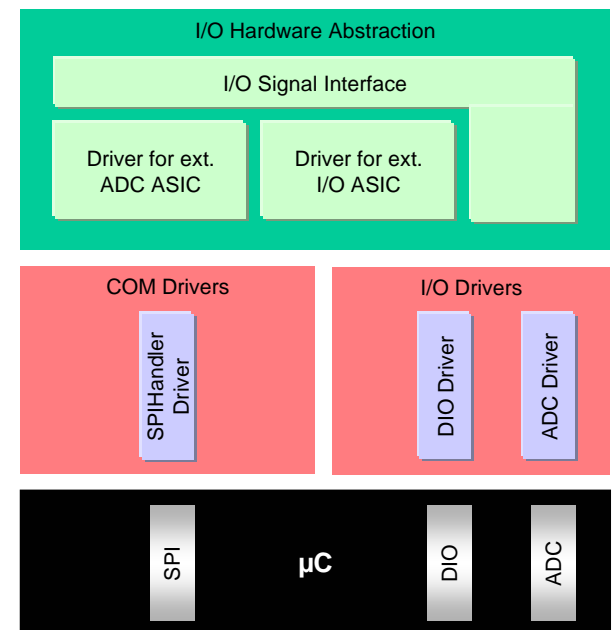 I/O Hardware Abstraction
I/O Signal Interface
Driver for ext.
ADC ASIC
Driver for ext.
I/O ASIC
COM Drivers
I/O Drivers
SPIHandler
Driver
DIO Driver
ADC Driver
SPI
µC
DIO
ADC